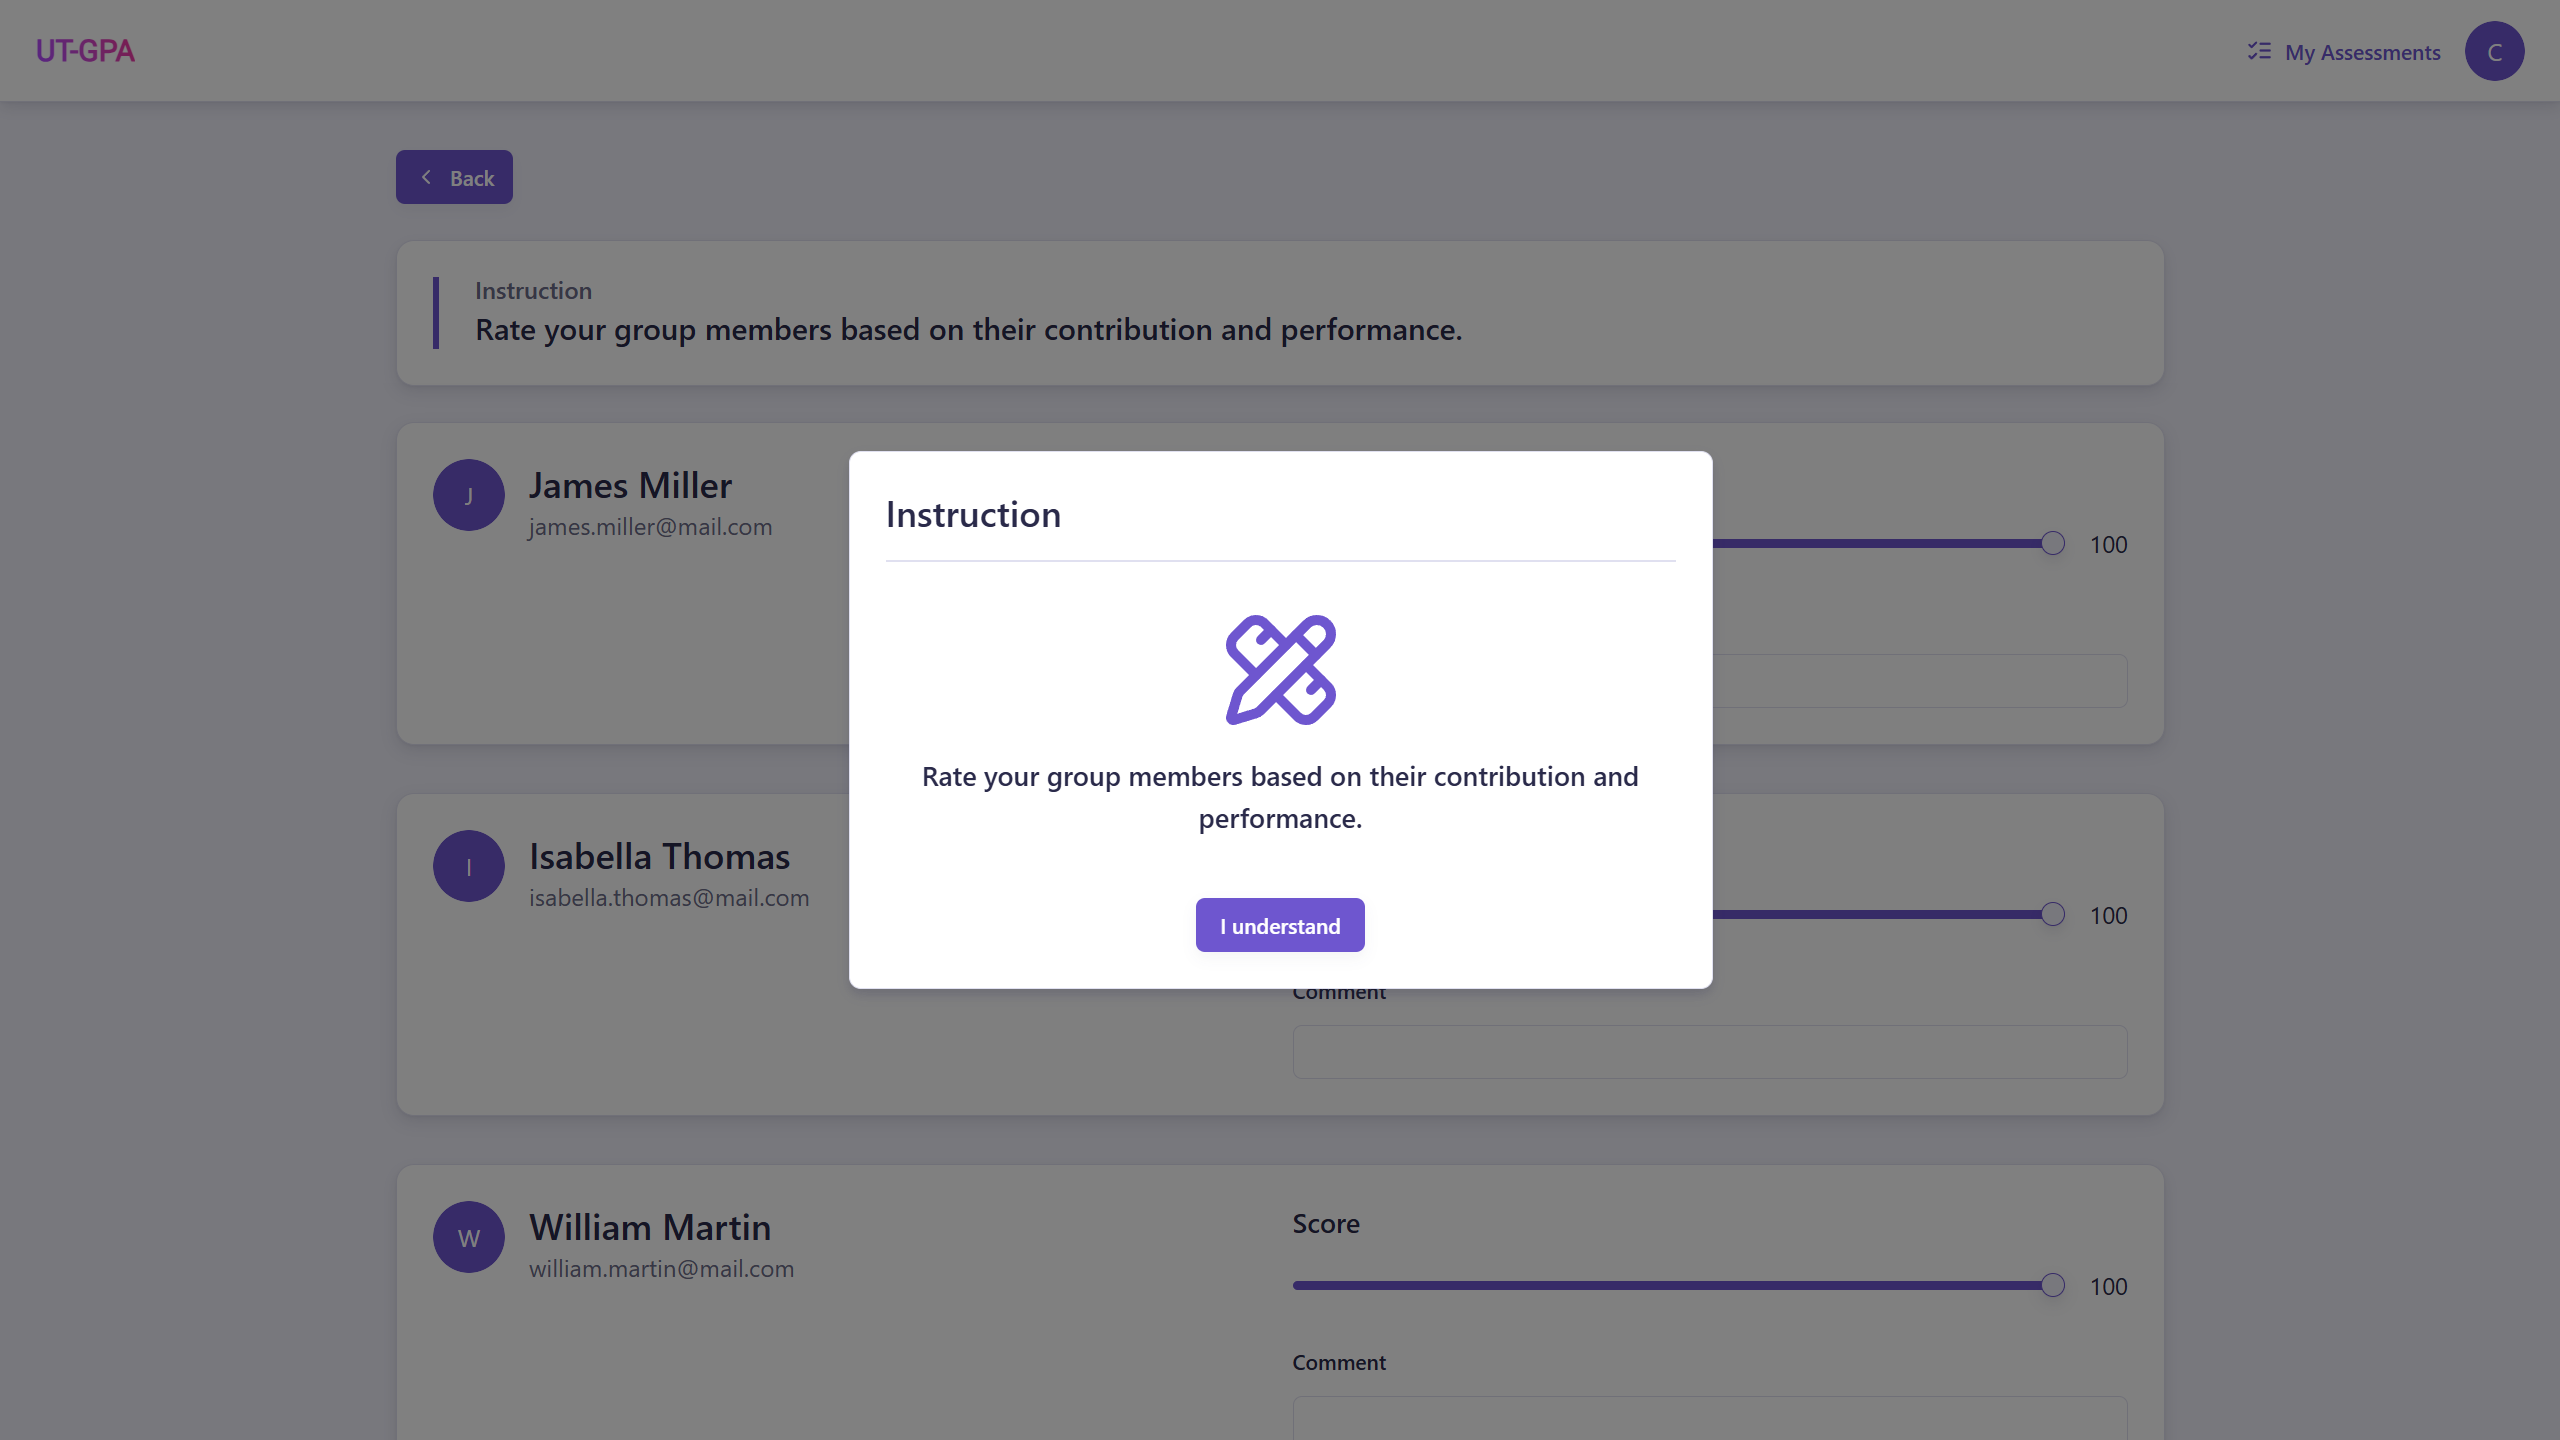 UT-GPA
My Assessments
C
Back
Instruction
Rate your group members based on their contribution and performance.
J
James Miller
james.miller@mail.com
100
Instruction
Rate your group members based on their contribution and
performance.
I understand
I
Isabella Thomas
isabella.thomas@mail.com
100
Comment
W
William Martin
william.martin@mail.com
Score
100
Comment